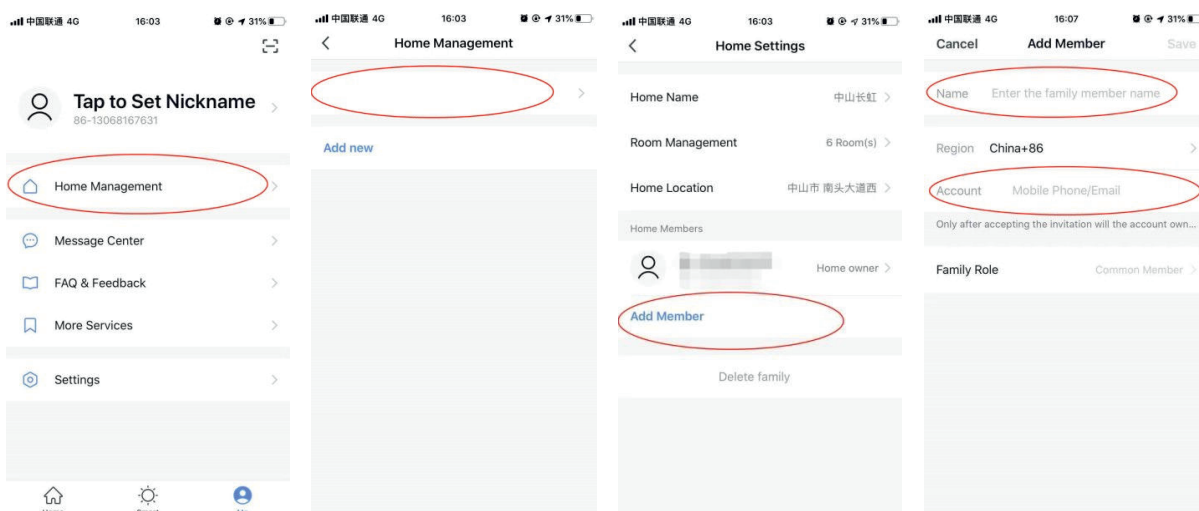 中国联通 4G 16:03 31%
Tap to Set Nickname
86-13068167631
Home Management
Message Center
FAQ & Feedback
More Services
Settings
中国联通 4G 16:03 31%
Home Management
Add new
中国联通 4G 16:03 31%
Home Settings
Home Name 中山长虹
Room Management 6 Room(s)
Home Location 中山市 南头大道西
Home Members
Home owner
Add Member
Delete family
中国联通 4G 16:07 31%
Cancel Add Member Save
Name Enter the family member name
Region China+86
Account Mobile Phone/Email
Only after accepting the invitation will the account own...
Family Role Common Member